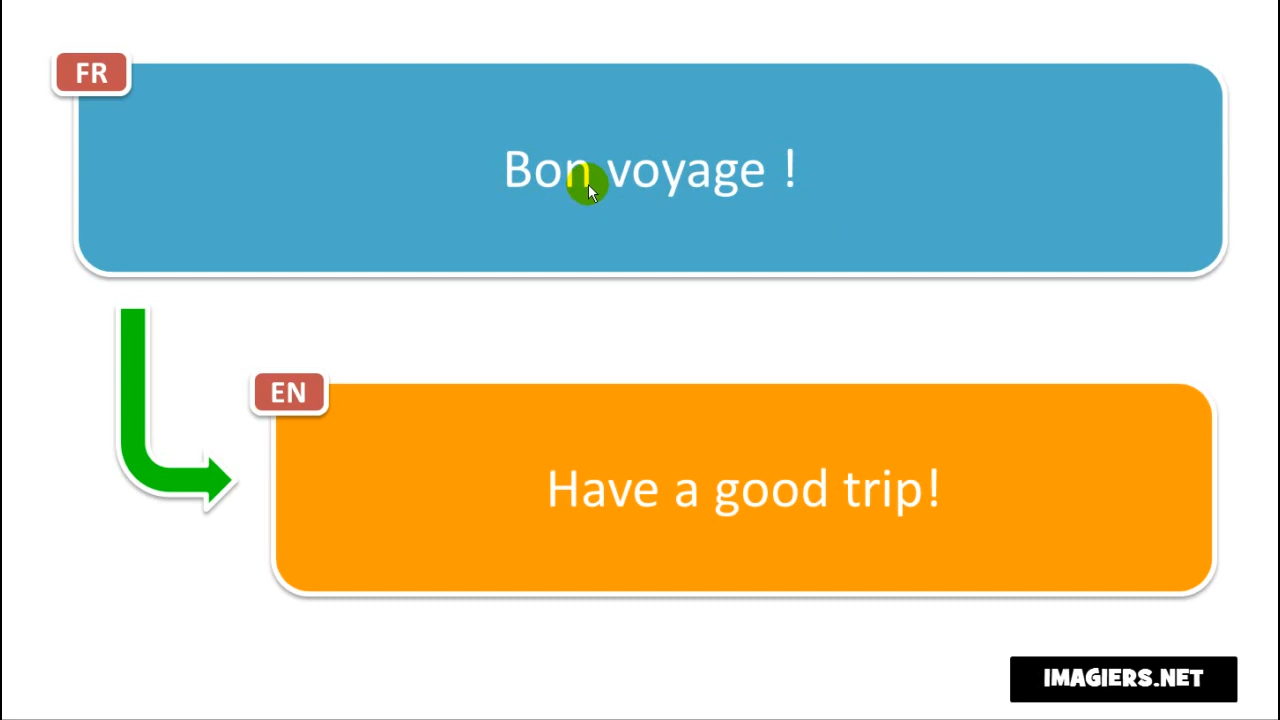 FR
Bon voyage !
EN
Have a good trip!
IMAGIERS.NET